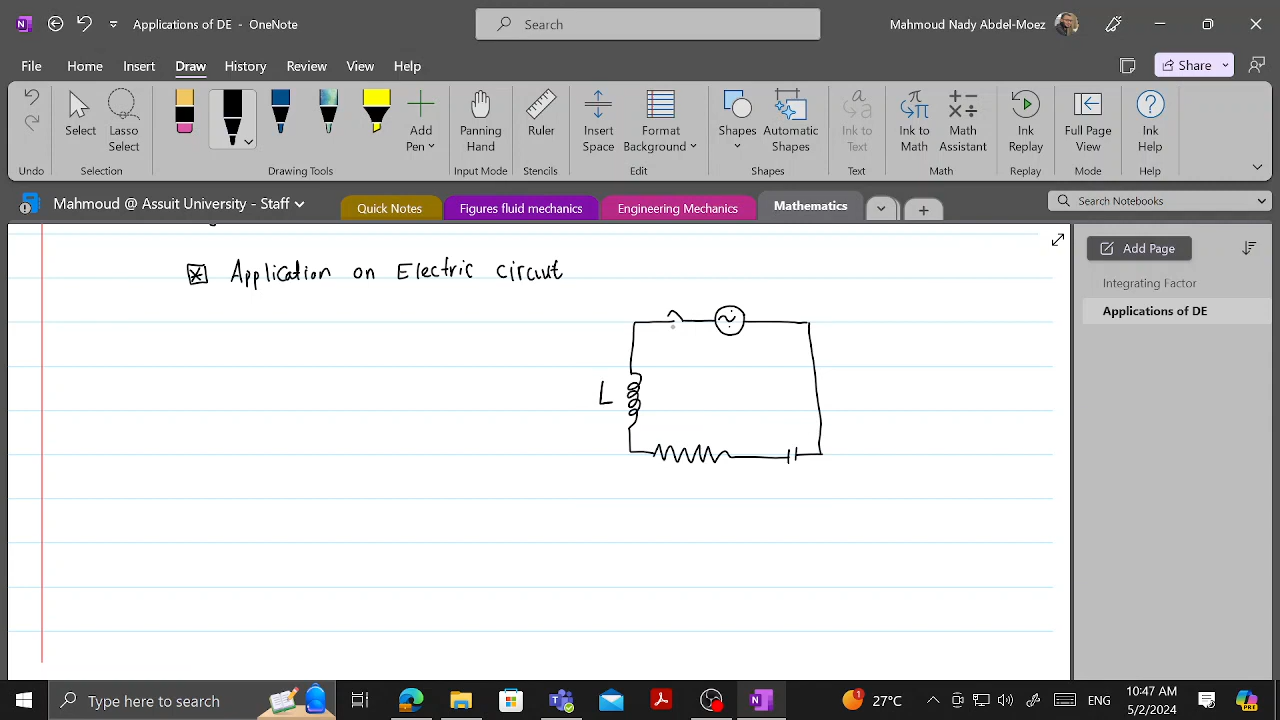 Applications of DE - OneNote
Search
Mahmoud Nady Abdel-Moez
File Home Insert Draw History Review View Help
Share
Select
Lasso Select
Add Pen
Panning Hand
Ruler
Insert Space
Format Background
Shapes
Automatic Shapes
Ink to Text
Ink to Math
Math Assistant
Ink Replay
Full Page View
Ink Help
Undo Selection Drawing Tools Input Mode Stencils Edit Shapes Text Math Replay Mode Help
Mahmoud @ Assuit University - Staff
Quick Notes Figures fluid mechanics Engineering Mechanics Mathematics
Search Notebooks
Add Page
Integrating Factor
Applications of DE
Application on Electric circuit
L
Type here to search
1
27°C
ENG
10:47 AM
5/2/2024
PRE